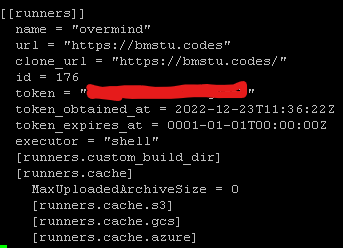 [[runners]]
name = "overmind"
url = "https://bmstu.codes"
clone_url = "https://bmstu.codes/"
id = 176
token = "
token_obtained_at = 2022-12-23T11:36:22Z
token_expires_at = 0001-01-01T00:00:00Z
executor = "shell"
[runners.custom_build_dir]
[runners.cache]
MaxUploadedArchiveSize = 0
[runners.cache.s3]
[runners.cache.gcs]
[runners.cache.azure]